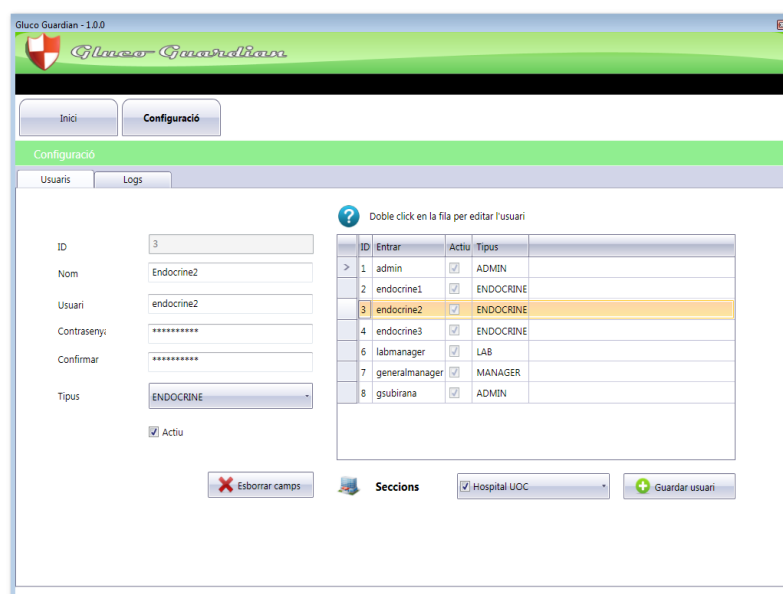 Gluco Guardian - 1.0.0
Gluco Guardian
Inici Configuració
Configuració
Usuaris Logs
Doble click en la fila per editar l'usuari
ID 3
Nom Endocrine2
Usuari endocrine2
Contrasenya **********
Confirmar **********
Tipus ENDOCRINE
Actiu
Esborrar camps
ID Entrar Actiu Tipus
1 admin ADMIN
2 endocrine1 ENDOCRINE
3 endocrine2 ENDOCRINE
4 endocrine3 ENDOCRINE
6 labmanager LAB
7 generalmanager MANAGER
8 gsubirana ADMIN
Seccions Hospital UOC Guardar usuari